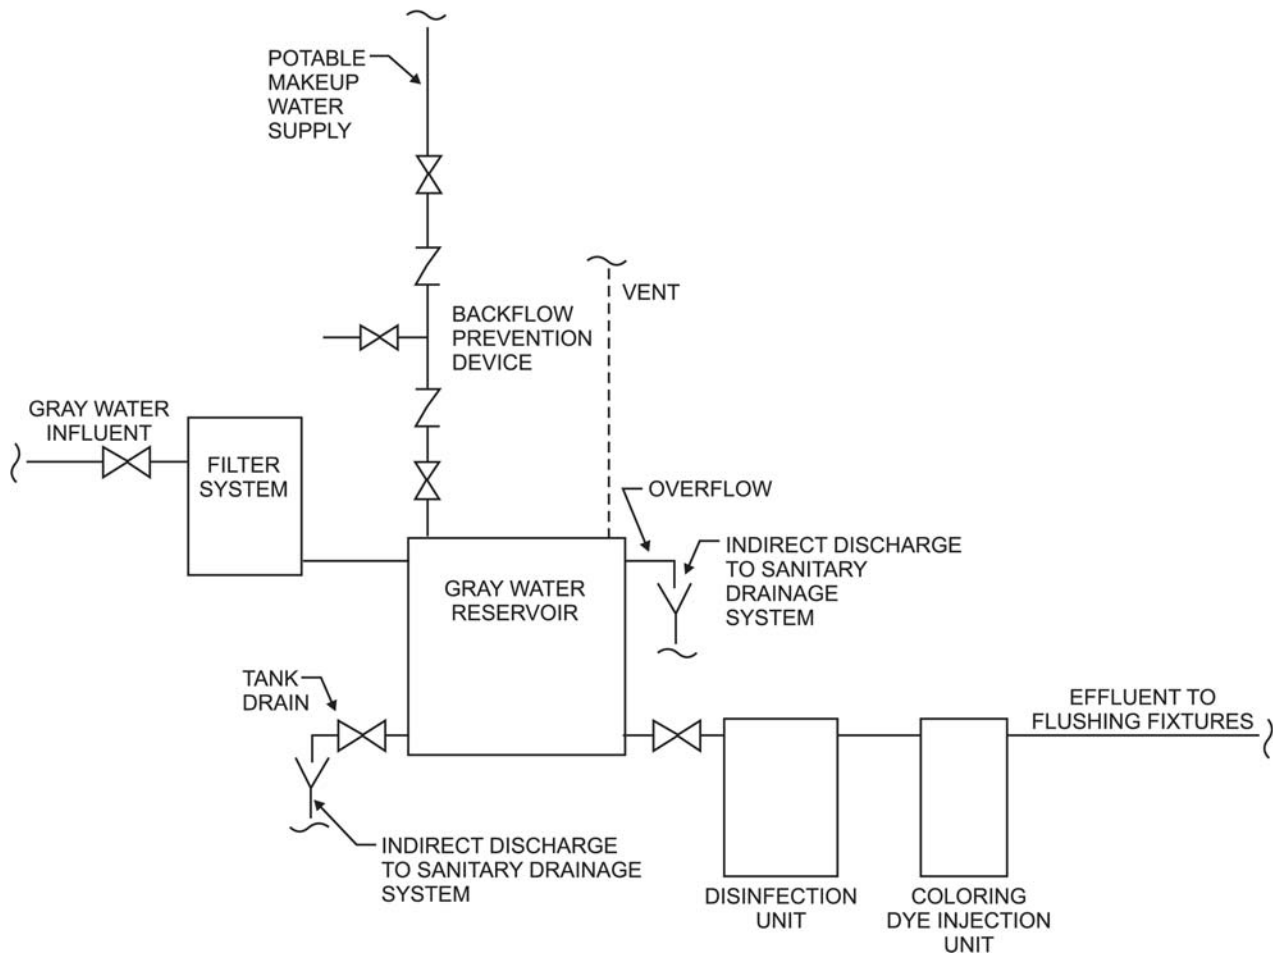 POTABLE
MAKEUP
WATER
SUPPLY
VENT
BACKFLOW
PREVENTION
DEVICE
GRAY WATER
INFLUENT
FILTER
SYSTEM
OVERFLOW
INDIRECT DISCHARGE
TO SANITARY
DRAINAGE
SYSTEM
GRAY WATER
RESERVOIR
TANK
DRAIN
EFFLUENT TO
FLUSHING FIXTURES
INDIRECT DISCHARGE
TO SANITARY DRAINAGE
SYSTEM
DISINFECTION
UNIT
COLORING
DYE INJECTION
UNIT